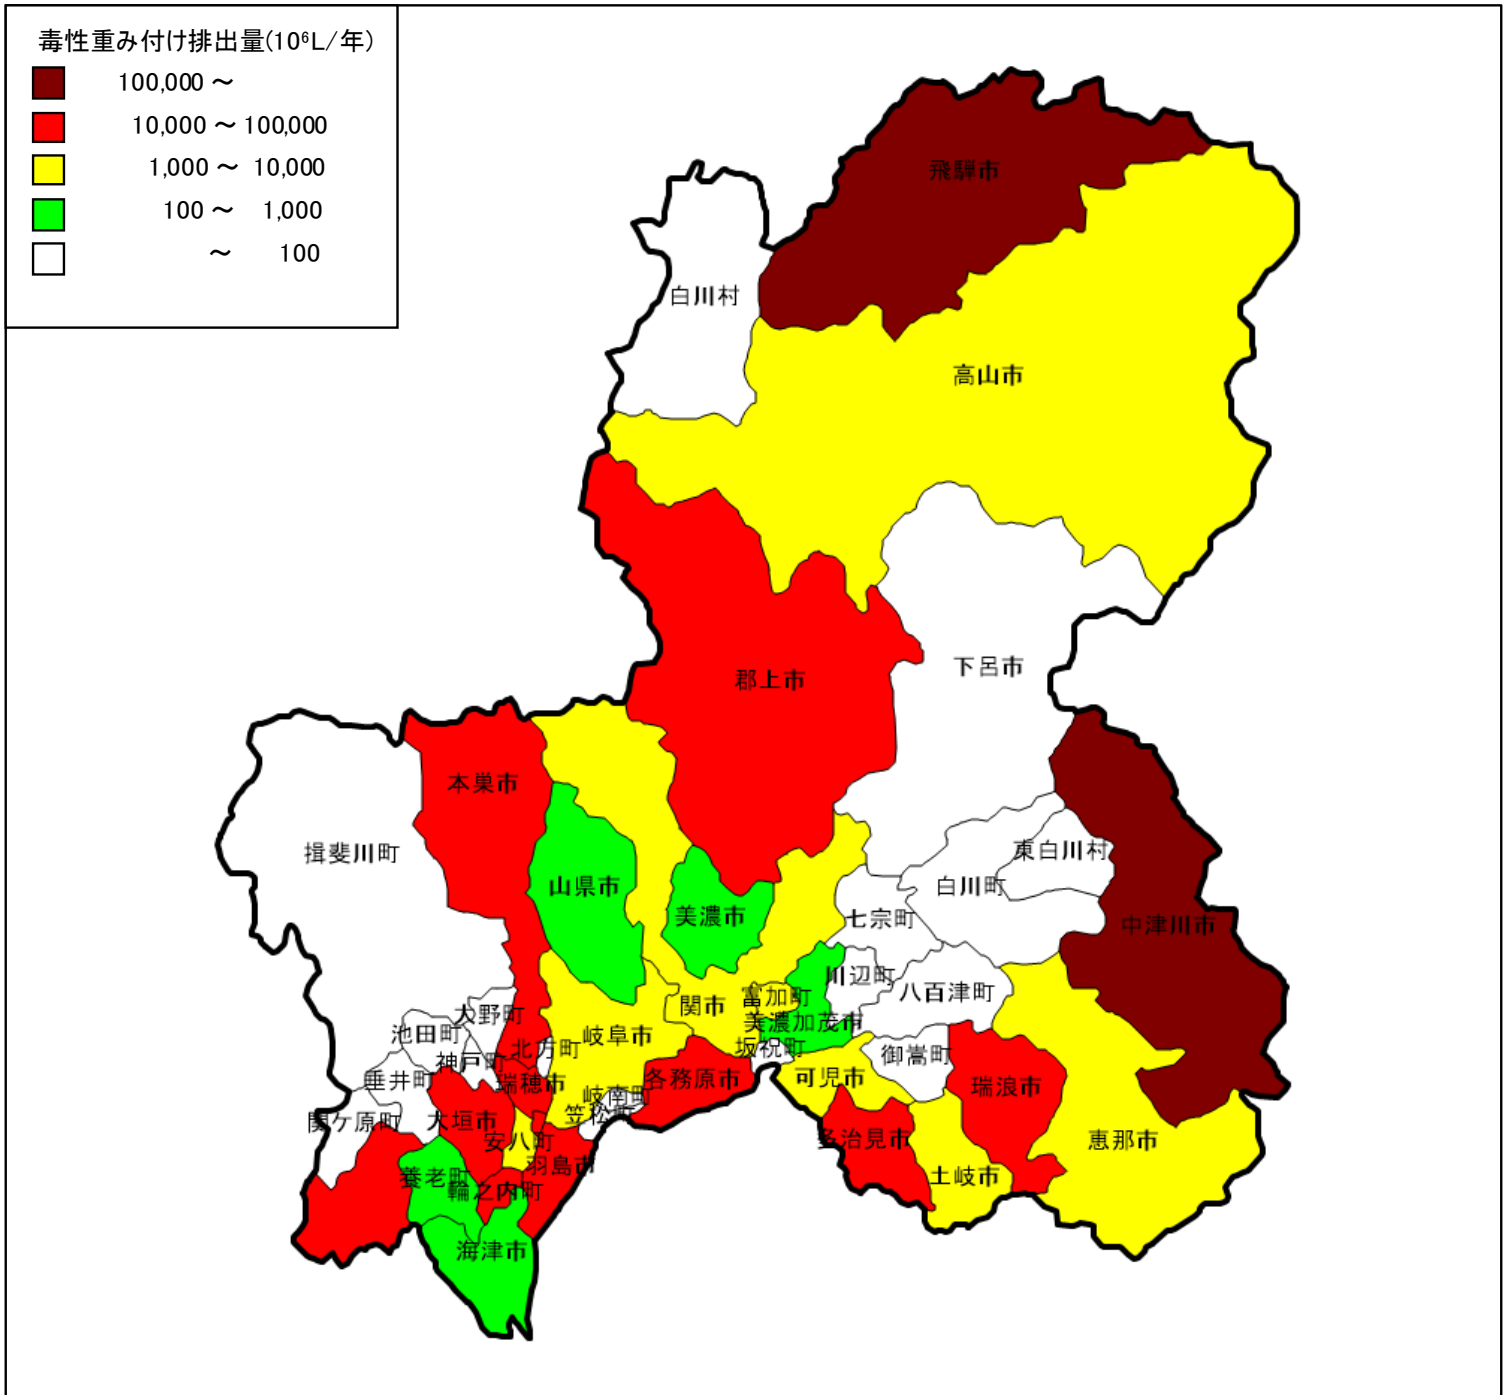 毒性重み付け排出量(10⁶L/年)
100,000 ～
10,000 ～ 100,000
1,000 ～ 10,000
100 ～ 1,000
～ 100
飛騨市
白川村
高山市
下呂市
郡上市
本巣市
揖斐川町
東白川村
白川町
山県市
美濃市
七宗町
中津川市
川辺町
八百津町
富加町
関市
大野町
美濃加茂市
池田町
岐阜市
北方町
坂祝町
御嵩町
神戸町
垂井町
各務原市
可児市
瑞穂市
瑞浪市
岐南町
笠松町
関ケ原町
大垣市
安八町
多治見市
恵那市
羽島市
養老町
土岐市
輪之内町
海津市